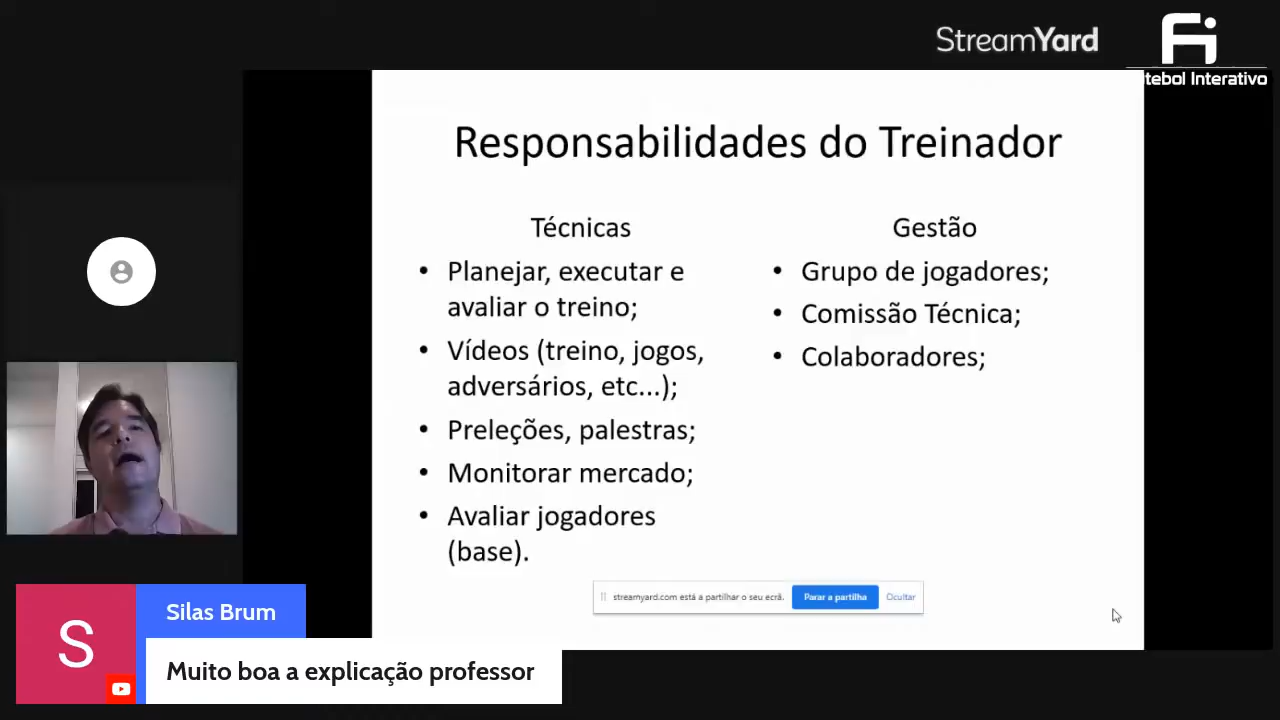 StreamYard
tebol Interativo
Responsabilidades do Treinador
Técnicas
• Planejar, executar e
avaliar o treino;
• Vídeos (treino, jogos,
adversários, etc...);
• Preleções, palestras;
• Monitorar mercado;
• Avaliar jogadores
(base).
Gestão
• Grupo de jogadores;
• Comissão Técnica;
• Colaboradores;
streamyard.com está a partilhar o seu ecrã. Parar a partilha Ocultar
S
Silas Brum
Muito boa a explicação professor